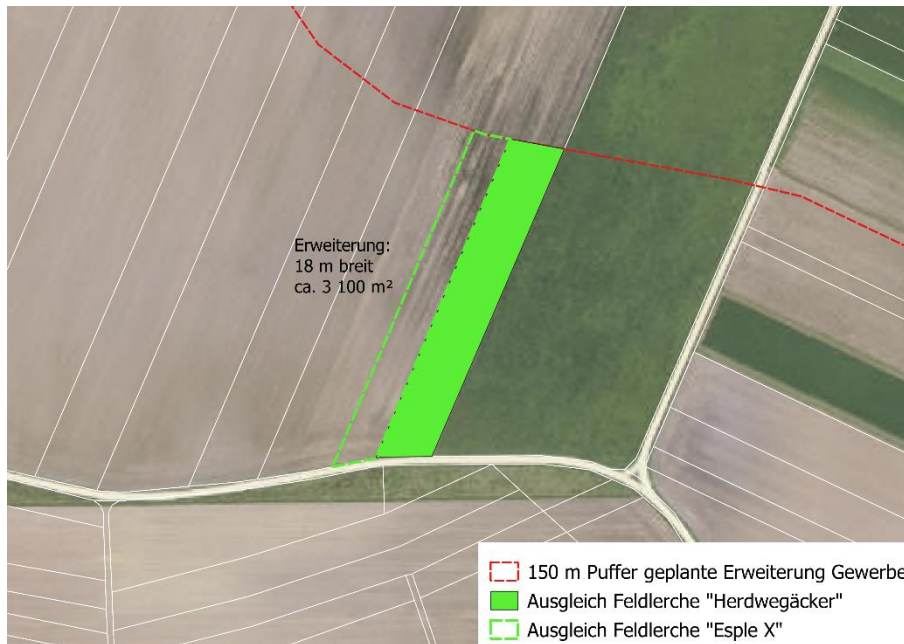 Erweiterung:
18 m breit
ca. 3 100 m²
150 m Puffer geplante Erweiterung Gewerbe
Ausgleich Feldlerche "Herdwegäcker"
Ausgleich Feldlerche "Esple X"